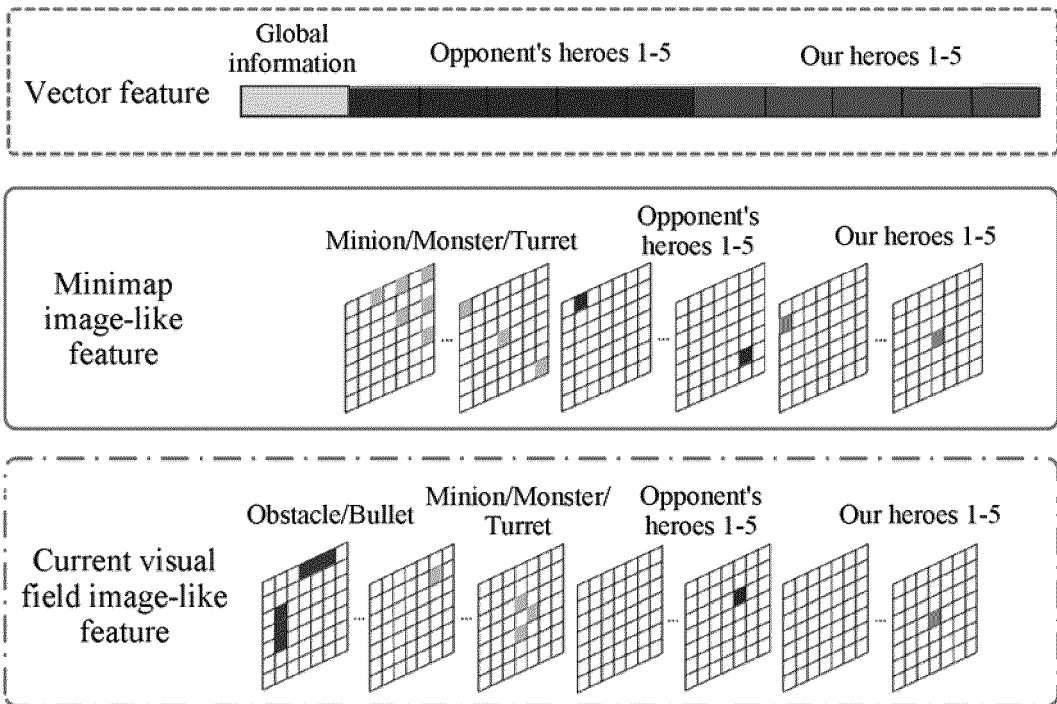 Global
information
Opponent's heroes 1-5
Our heroes 1-5
Vector feature
Minion/Monster/Turret
Opponent's
heroes 1-5
Our heroes 1-5
Minimap
image-like
feature
...
...
...
Obstacle/Bullet
Minion/Monster/
Turret
Opponent's
heroes 1-5
Our heroes 1-5
Current visual
field image-like
feature
...
...
...
...